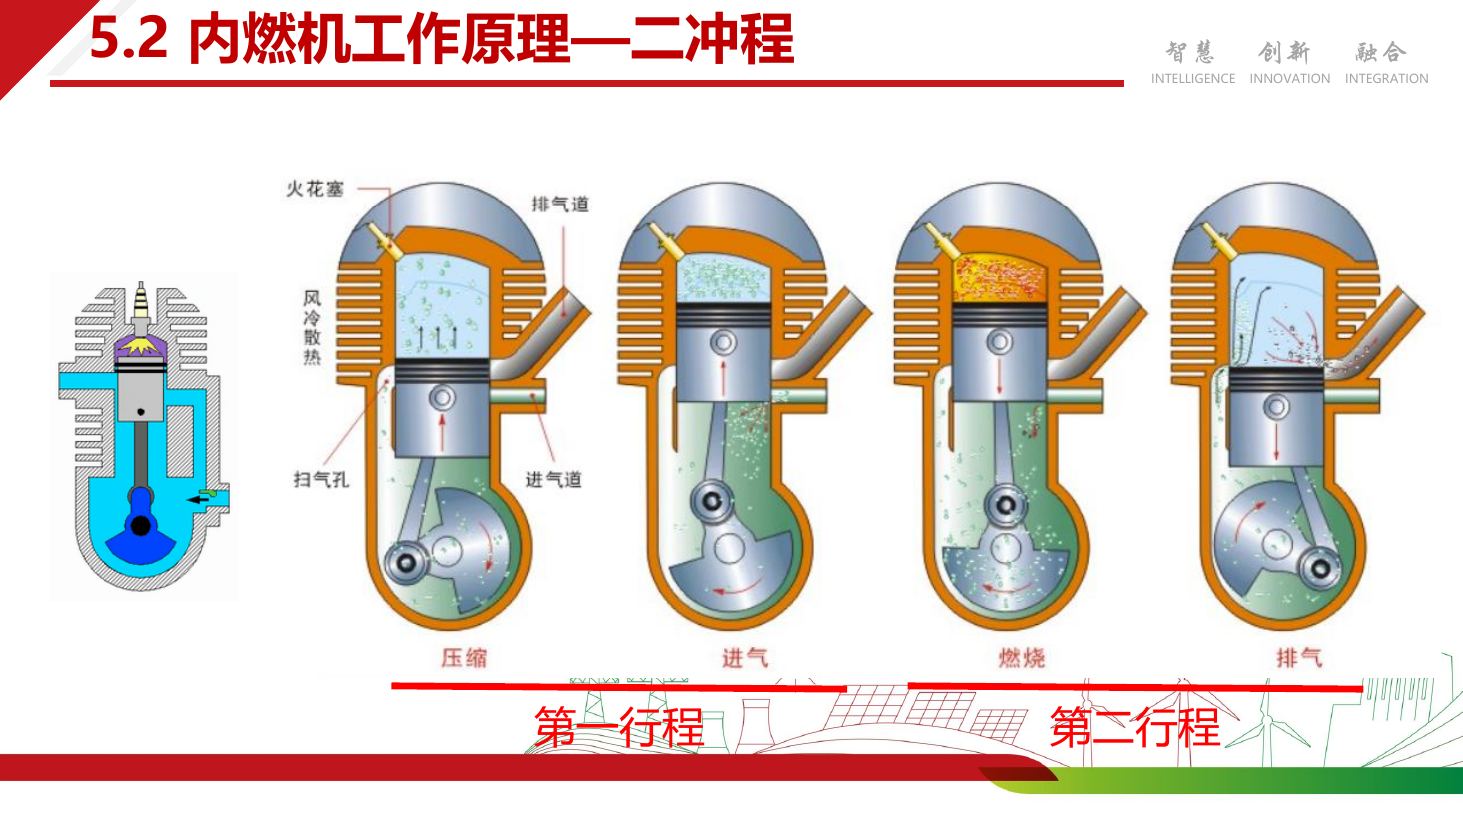 5.2 内燃机工作原理—二冲程
智慧 创新 融合
INTELLIGENCE INNOVATION INTEGRATION
火花塞
排气道
风冷散热
扫气孔
进气道
压缩
进气
燃烧
排气
第一行程
第二行程